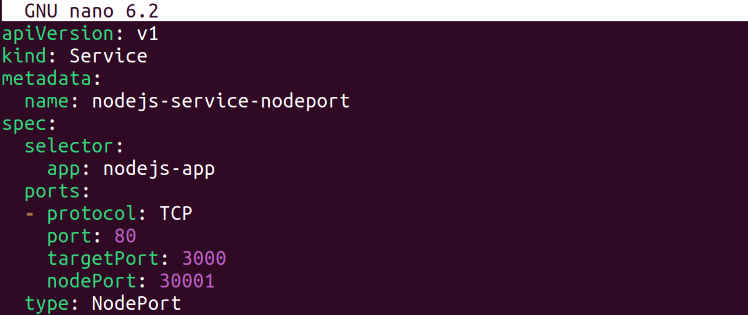 GNU nano 6.2
apiVersion: v1
kind: Service
metadata:
  name: nodejs-service-nodeport
spec:
  selector:
    app: nodejs-app
  ports:
  - protocol: TCP
    port: 80
    targetPort: 3000
    nodePort: 30001
  type: NodePort